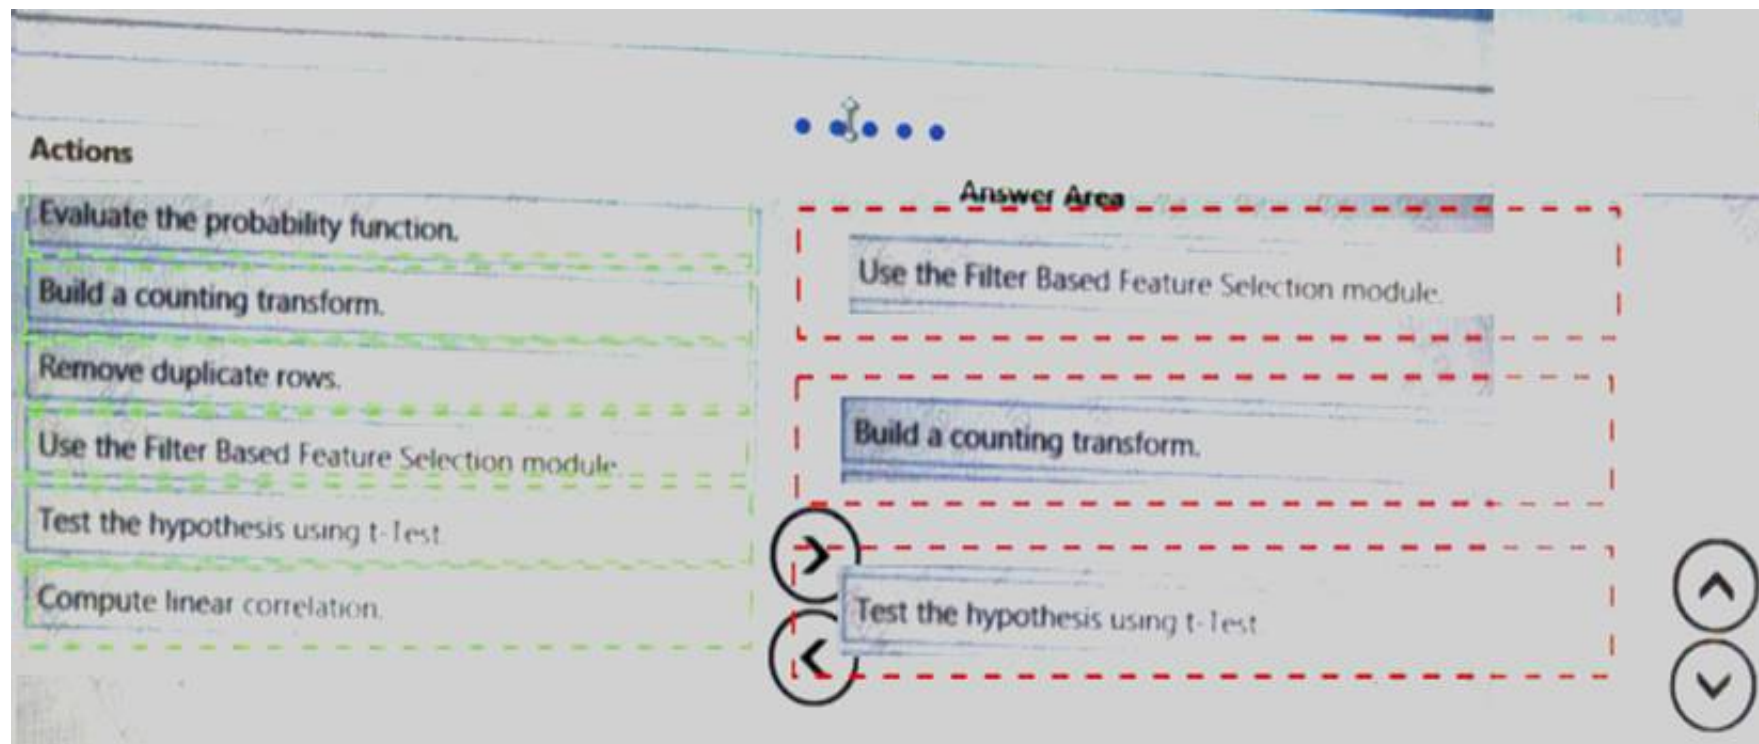 Actions
Evaluate the probability function.
Build a counting transform.
Remove duplicate rows.
Use the Filter Based Feature Selection module.
Test the hypothesis using t-Test
Compute linear correlation.
Answer Area
Use the Filter Based Feature Selection module.
Build a counting transform.
Test the hypothesis using t-Test